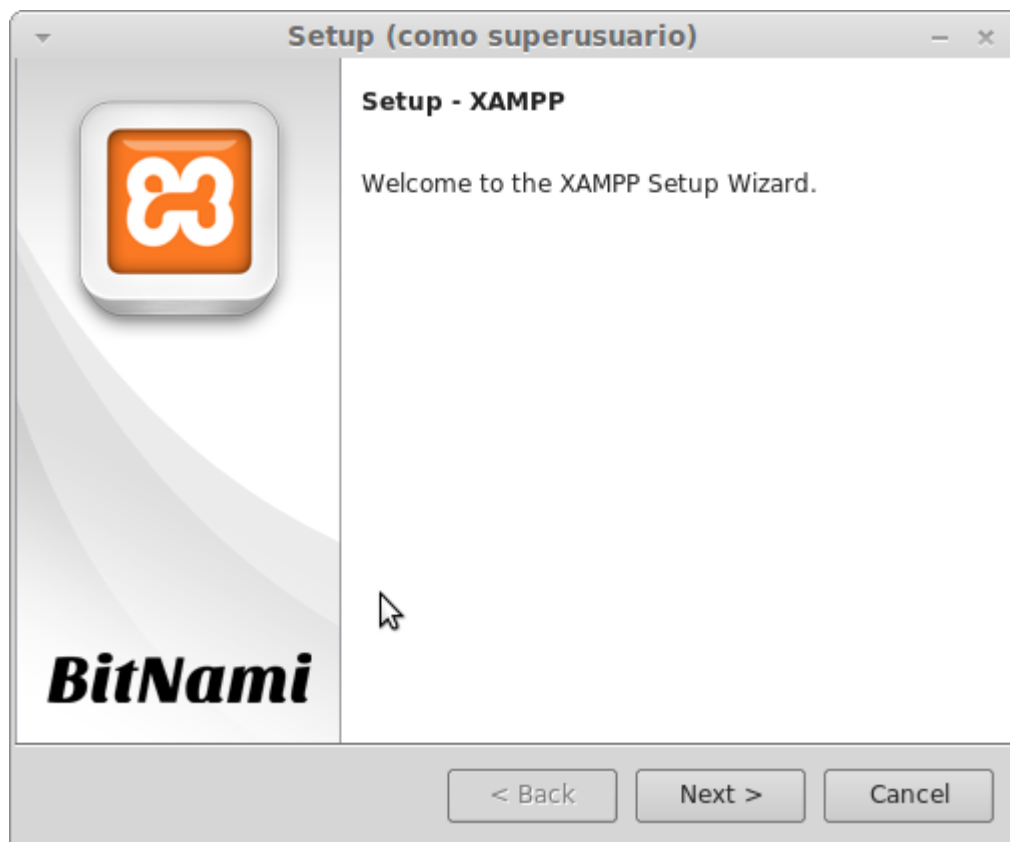 Setup (como superusuario)
Setup - XAMPP
Welcome to the XAMPP Setup Wizard.
BitNami
< Back
Next >
Cancel